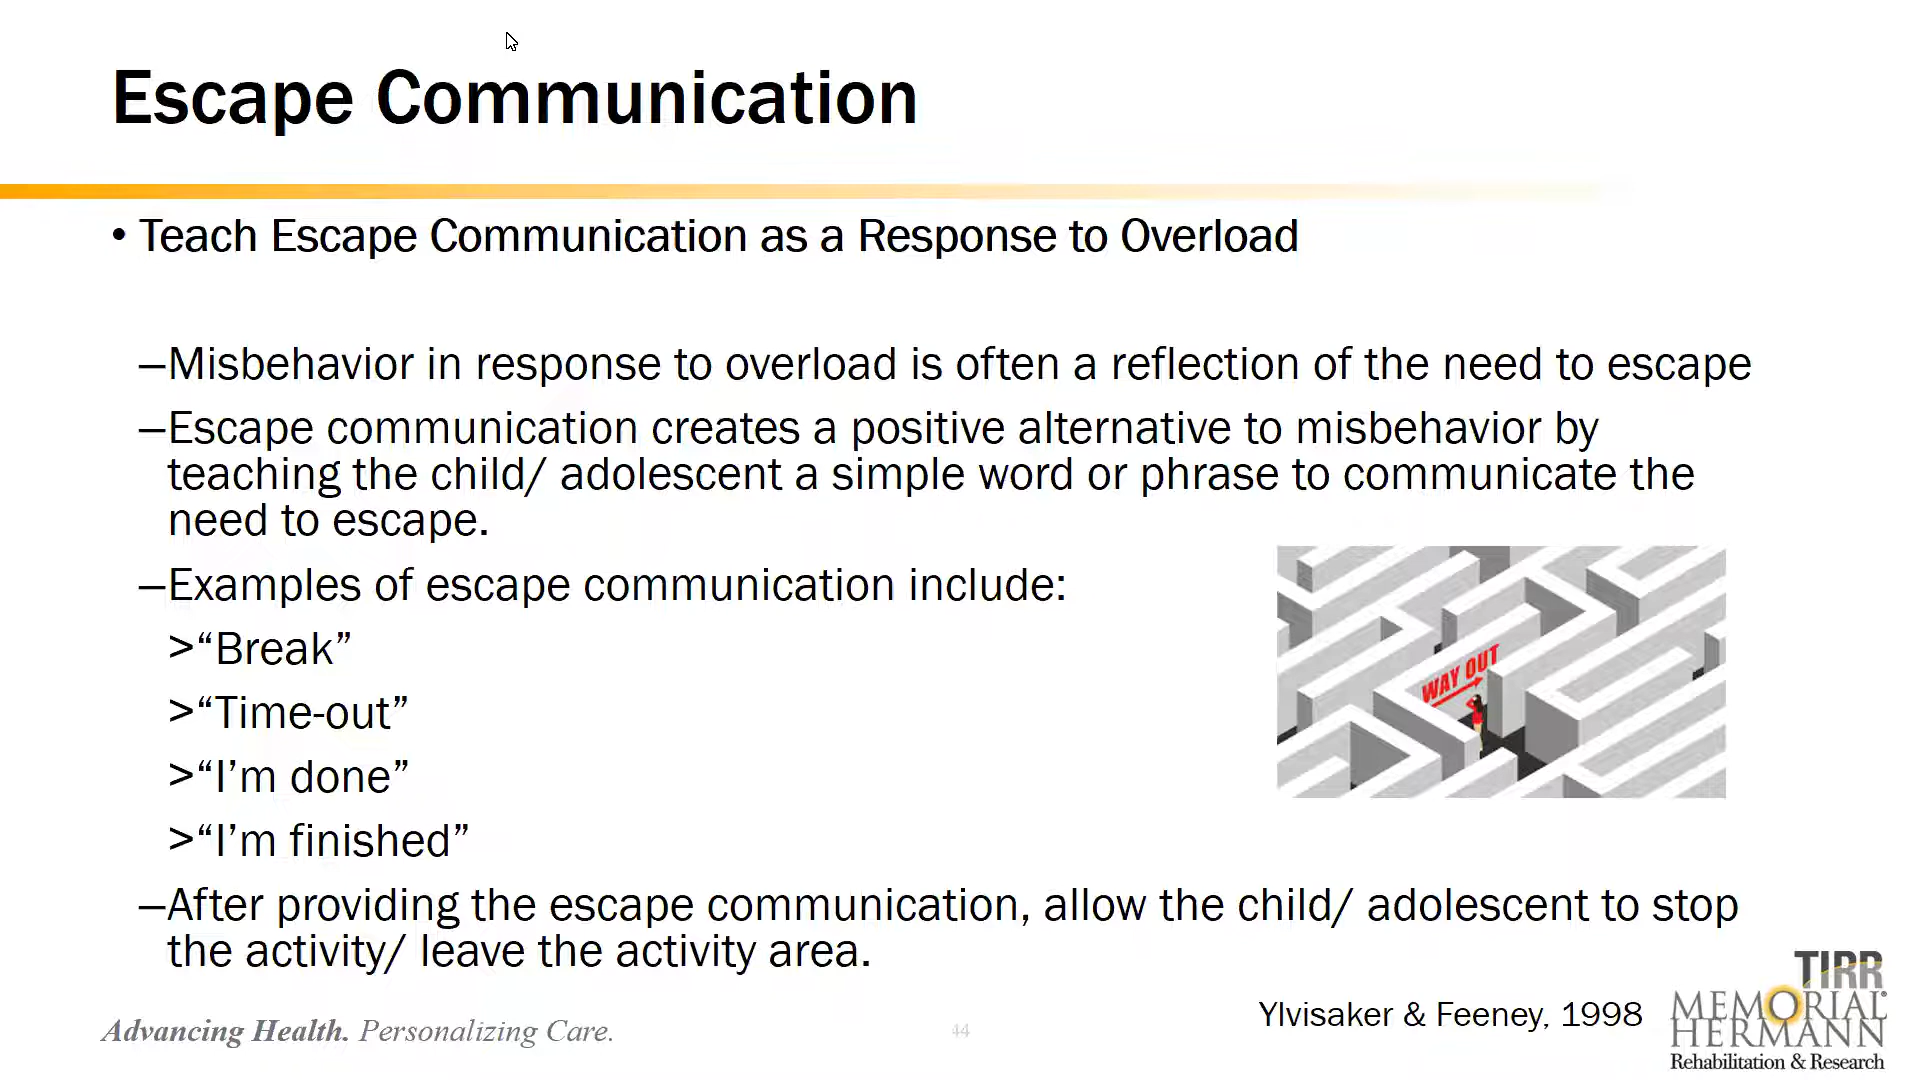 Escape Communication
• Teach Escape Communication as a Response to Overload
–Misbehavior in response to overload is often a reflection of the need to escape
–Escape communication creates a positive alternative to misbehavior by
teaching the child/ adolescent a simple word or phrase to communicate the
need to escape.
–Examples of escape communication include:
>“Break”
>“Time-out”
>“I’m done”
>“I’m finished”
WAY OUT
–After providing the escape communication, allow the child/ adolescent to stop
the activity/ leave the activity area.
Advancing Health. Personalizing Care.
44
Ylvisaker & Feeney, 1998
TIRR
MEMORIAL®
HERMANN
Rehabilitation & Research